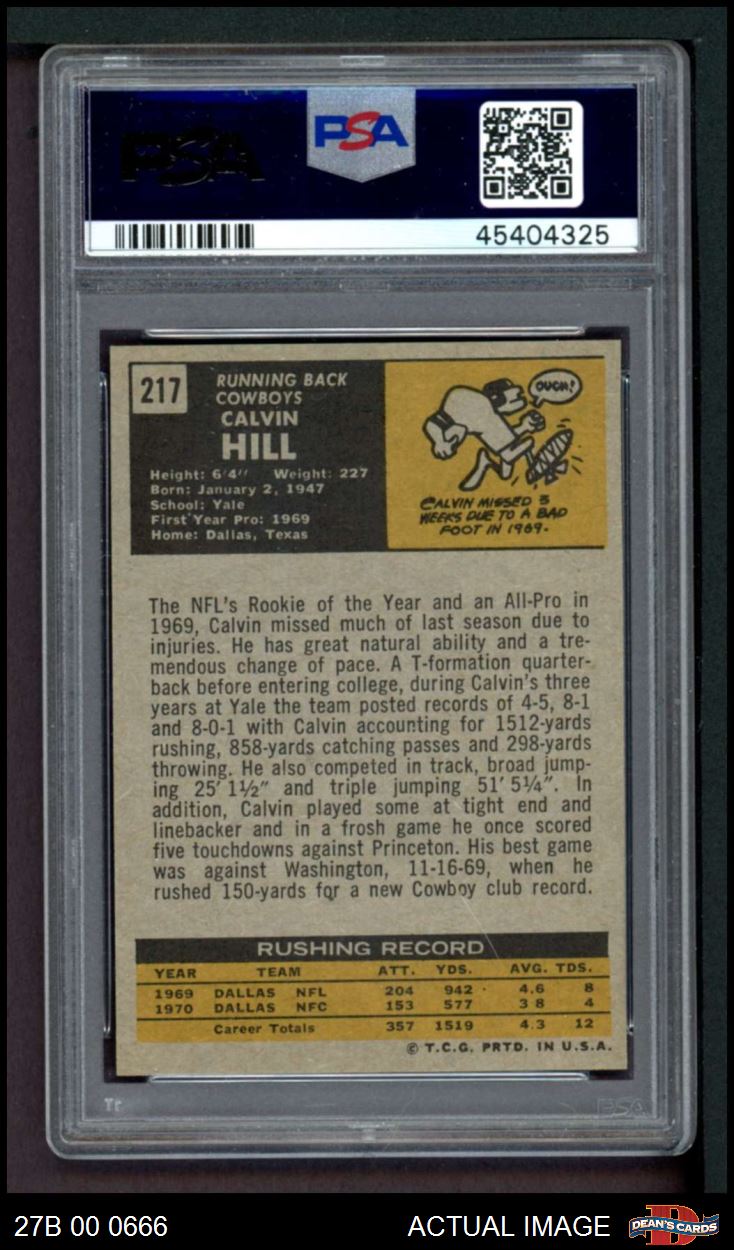 PSA
PSA
45404325
217
RUNNING BACK
COWBOYS
CALVIN
HILL
Height: 6'4" Weight: 227
Born: January 2, 1947
School: Yale
First Year Pro: 1969
Home: Dallas, Texas
OUCH!
CALVIN MISSED 3
WEEKS DUE TO A BAD
FOOT IN 1969.
The NFL's Rookie of the Year and an All-Pro in
1969, Calvin missed much of last season due to
injuries. He has great natural ability and a tre-
mendous change of pace. A T-formation quarter-
back before entering college, during Calvin's three
years at Yale the team posted records of 4-5, 8-1
and 8-0-1 with Calvin accounting for 1512-yards
rushing, 858-yards catching passes and 298-yards
throwing. He also competed in track, broad jump-
ing 25' 1½" and triple jumping 51' 5¼". In
addition, Calvin played some at tight end and
linebacker and in a frosh game he once scored
five touchdowns against Princeton. His best game
was against Washington, 11-16-69, when he
rushed 150-yards for a new Cowboy club record.
RUSHING RECORD
YEAR TEAM ATT. YDS. AVG. TDS.
1969 DALLAS NFL 204 942 4.6 8
1970 DALLAS NFC 153 577 3 8 4
Career Totals 357 1519 4.3 12
© T.C.G. PRTD. IN U.S.A.
PSA
27B 00 0666
ACTUAL IMAGE
DEAN'S CARDS